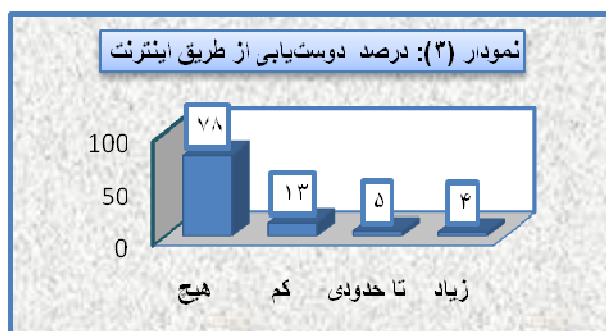 نمودار (۳): درصد دوست‌یابی از طریق اینترنت
100
50
0
۷۸
۱۳
۵
۴
هیچ
کم
تا حدودی
زیاد